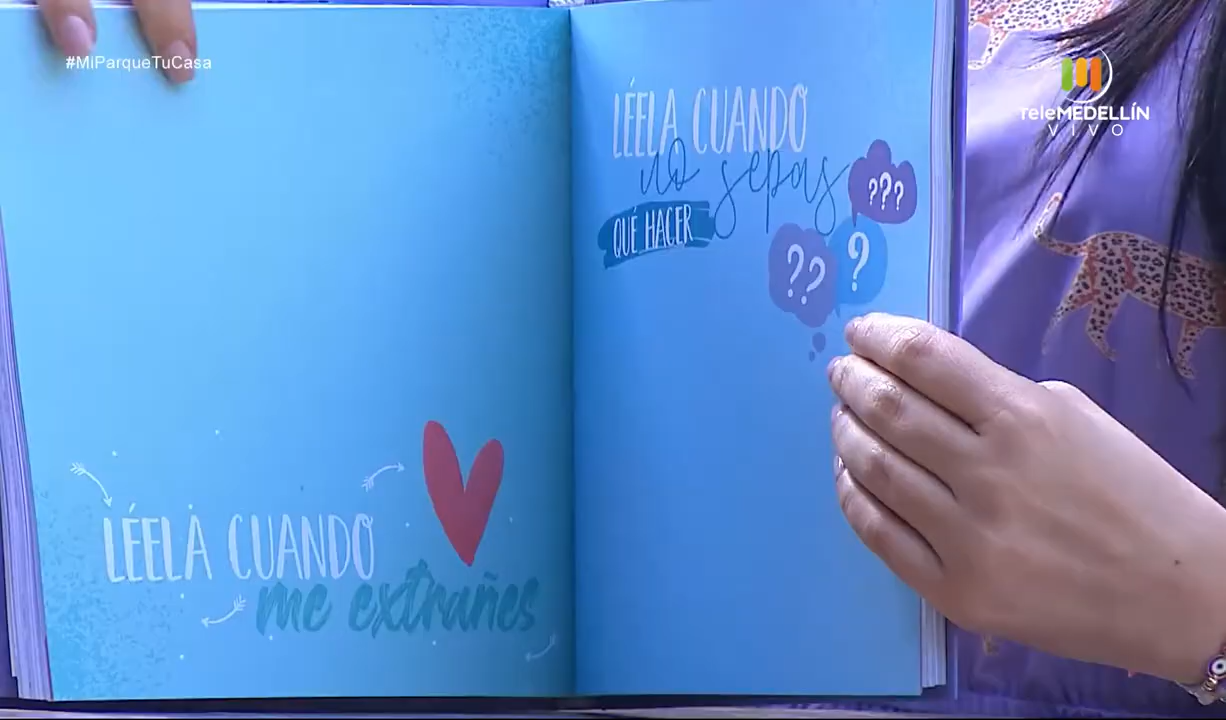 #MiParqueTuCasa
TeleMEDELLÍN
VIVO
LÉELA CUANDO
me extrañes
LÉELA CUANDO
no sepas
QUÉ HACER
???
??
?